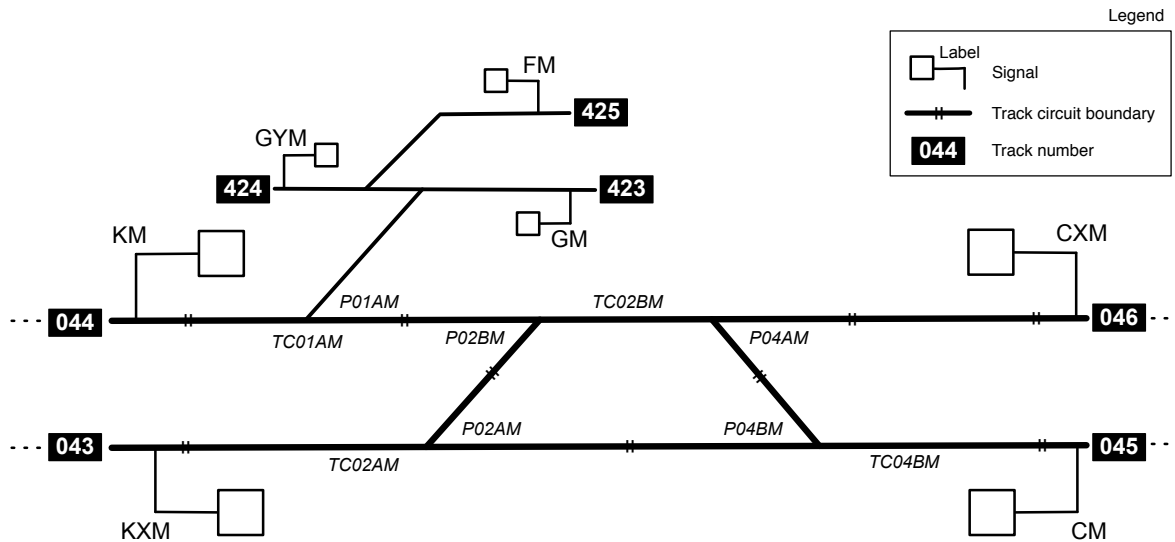 Legend
Label
Signal
Track circuit boundary
044
Track number
FM
425
GYM
424
423
GM
KM
CXM
P01AM
TC02BM
044
046
TC01AM
P02BM
P04AM
P02AM
P04BM
043
045
TC02AM
TC04BM
KXM
CM